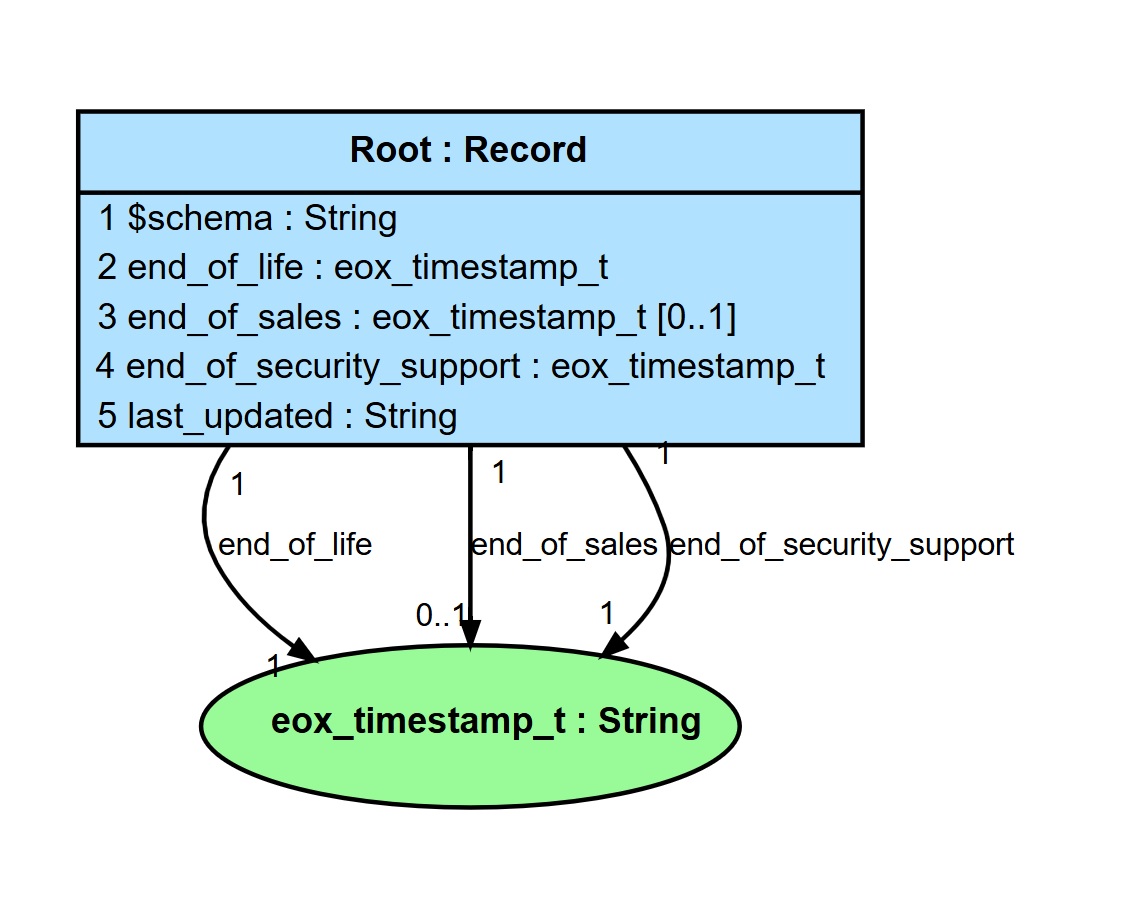 Root : Record
1 $schema : String
2 end_of_life : eox_timestamp_t
3 end_of_sales : eox_timestamp_t [0..1]
4 end_of_security_support : eox_timestamp_t
5 last_updated : String
1
1
1
end_of_life
end_of_sales
end_of_security_support
0..1
1
1
eox_timestamp_t : String